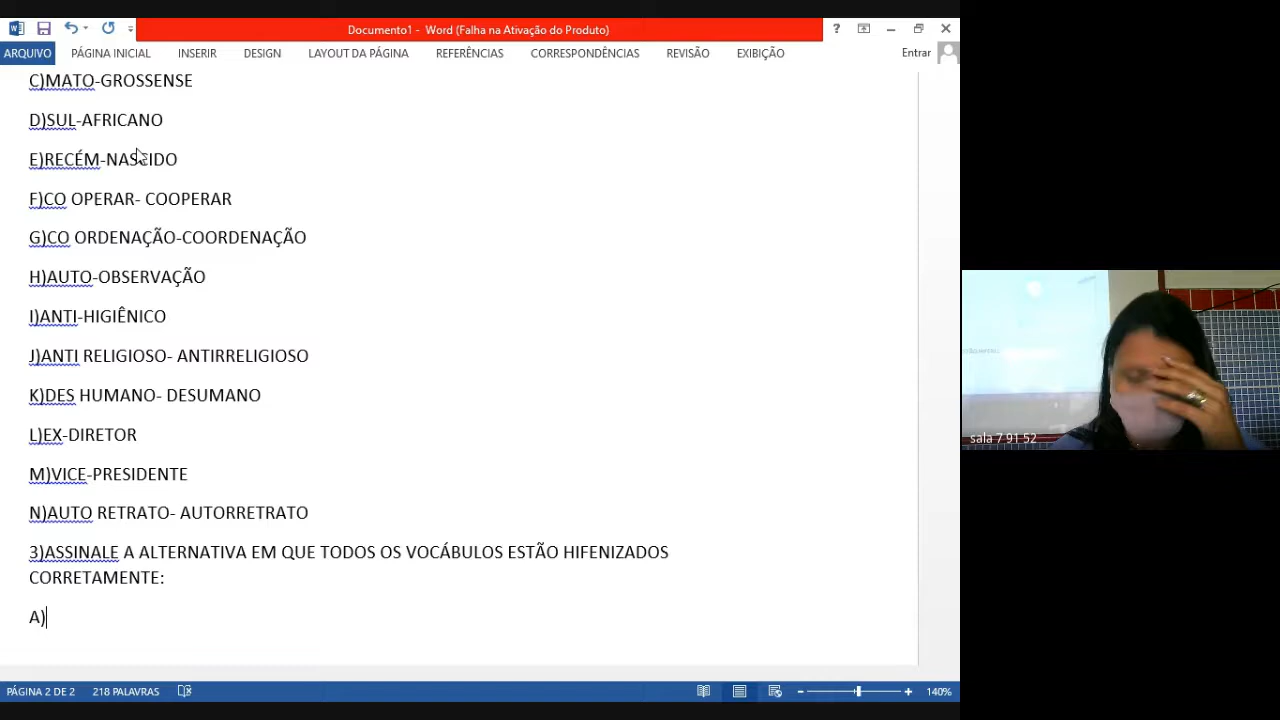 Documento1 - Word (Falha na Ativação do Produto)
ARQUIVO PÁGINA INICIAL INSERIR DESIGN LAYOUT DA PÁGINA REFERÊNCIAS CORRESPONDÊNCIAS REVISÃO EXIBIÇÃO Entrar
C)MATO-GROSSENSE
D)SUL-AFRICANO
E)RECÉM-NASCIDO
F)CO OPERAR- COOPERAR
G)CO ORDENAÇÃO-COORDENAÇÃO
H)AUTO-OBSERVAÇÃO
I)ANTI-HIGIÊNICO
J)ANTI RELIGIOSO- ANTIRRELIGIOSO
K)DES HUMANO- DESUMANO
L)EX-DIRETOR
M)VICE-PRESIDENTE
N)AUTO RETRATO- AUTORRETRATO
3)ASSINALE A ALTERNATIVA EM QUE TODOS OS VOCÁBULOS ESTÃO HIFENIZADOS
CORRETAMENTE:
A)
sala 7 91 52
PÁGINA 2 DE 2 218 PALAVRAS 140%